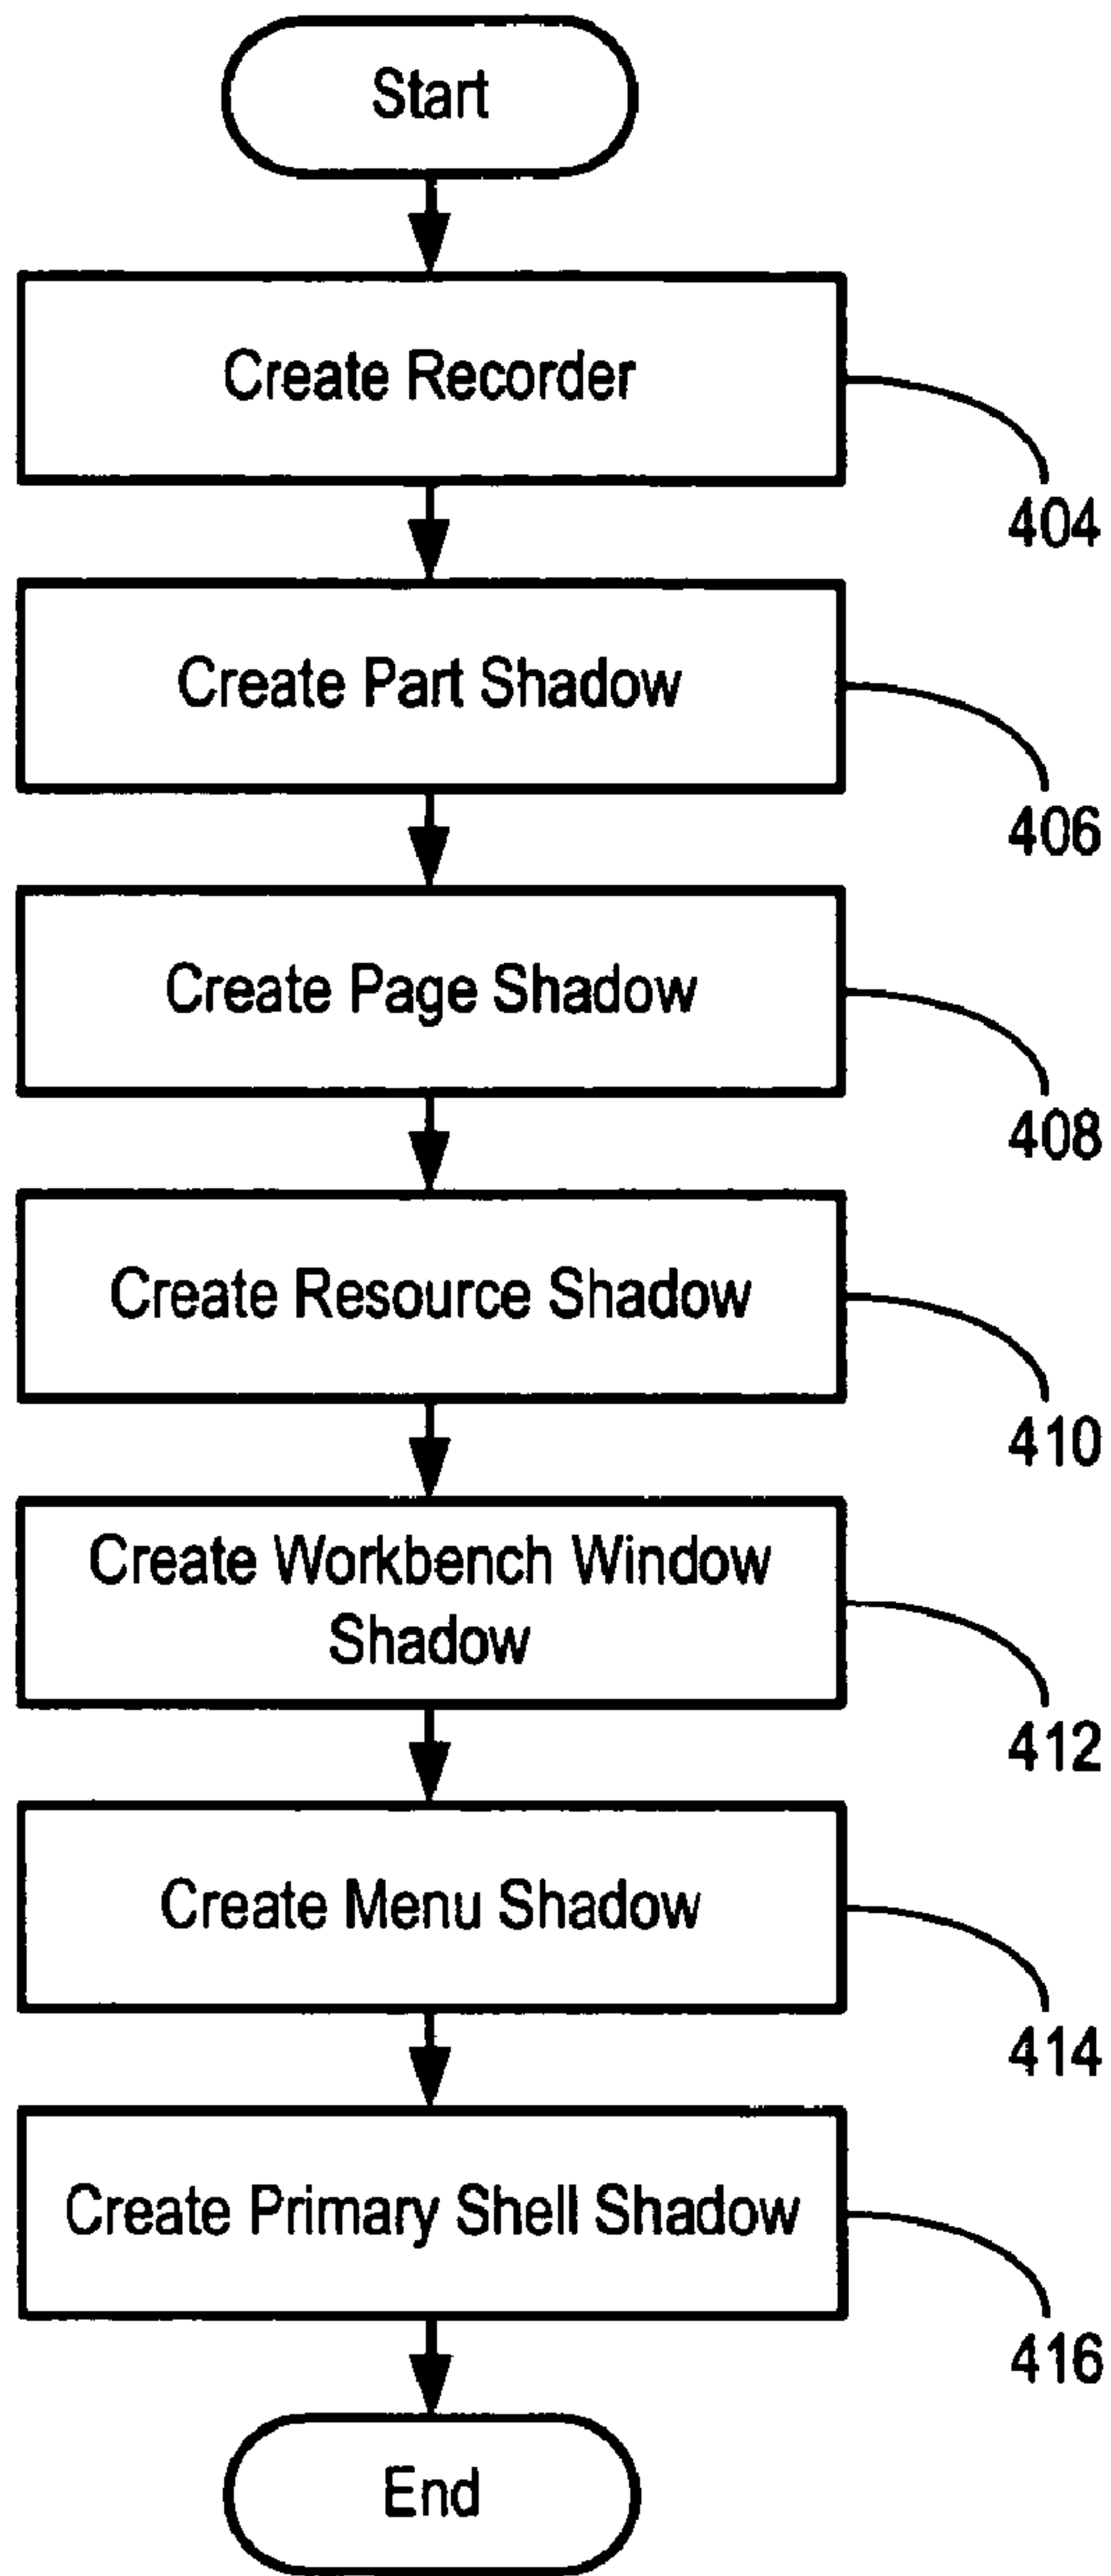 Start
Create Recorder
404
Create Part Shadow
406
Create Page Shadow
408
Create Resource Shadow
410
Create Workbench Window
Shadow
412
Create Menu Shadow
414
Create Primary Shell Shadow
416
End